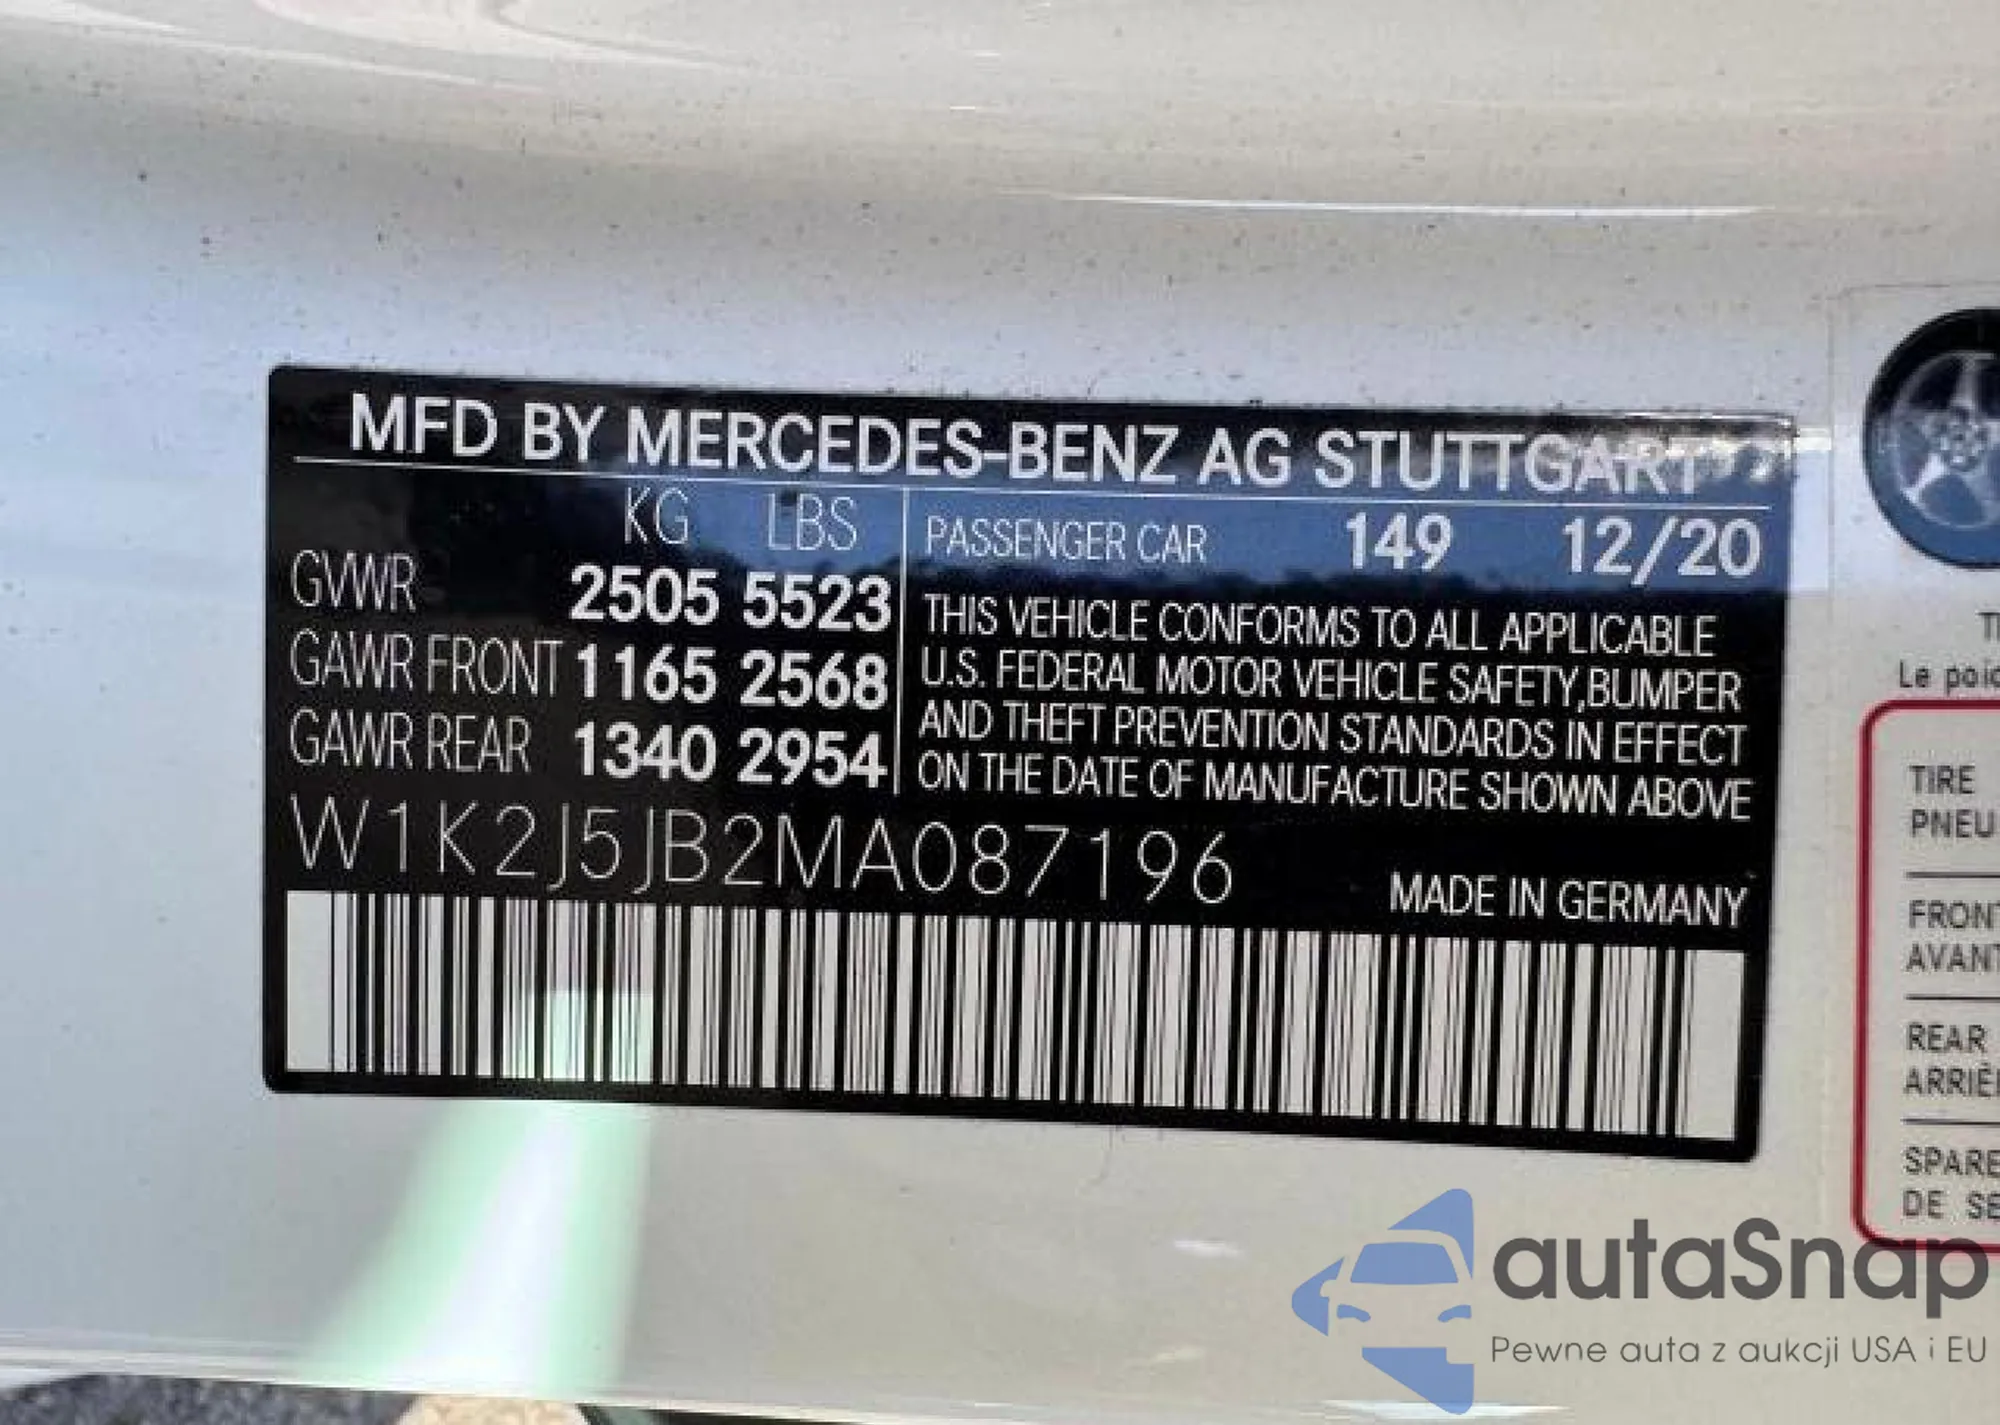 MFD BY MERCEDES-BENZ AG STUTTGART
KG LBS
GVWR 2505 5523
GAWR FRONT 1165 2568
GAWR REAR 1340 2954
PASSENGER CAR 149 12/20
THIS VEHICLE CONFORMS TO ALL APPLICABLE
U.S. FEDERAL MOTOR VEHICLE SAFETY,BUMPER
AND THEFT PREVENTION STANDARDS IN EFFECT
ON THE DATE OF MANUFACTURE SHOWN ABOVE
W1K2J5JB2MA087196
MADE IN GERMANY
Le
TIRE
PNEU
FRONT
AVANT
REAR
SPARE
DE
autaSnap
Pewne auta z aukcji USA i EU